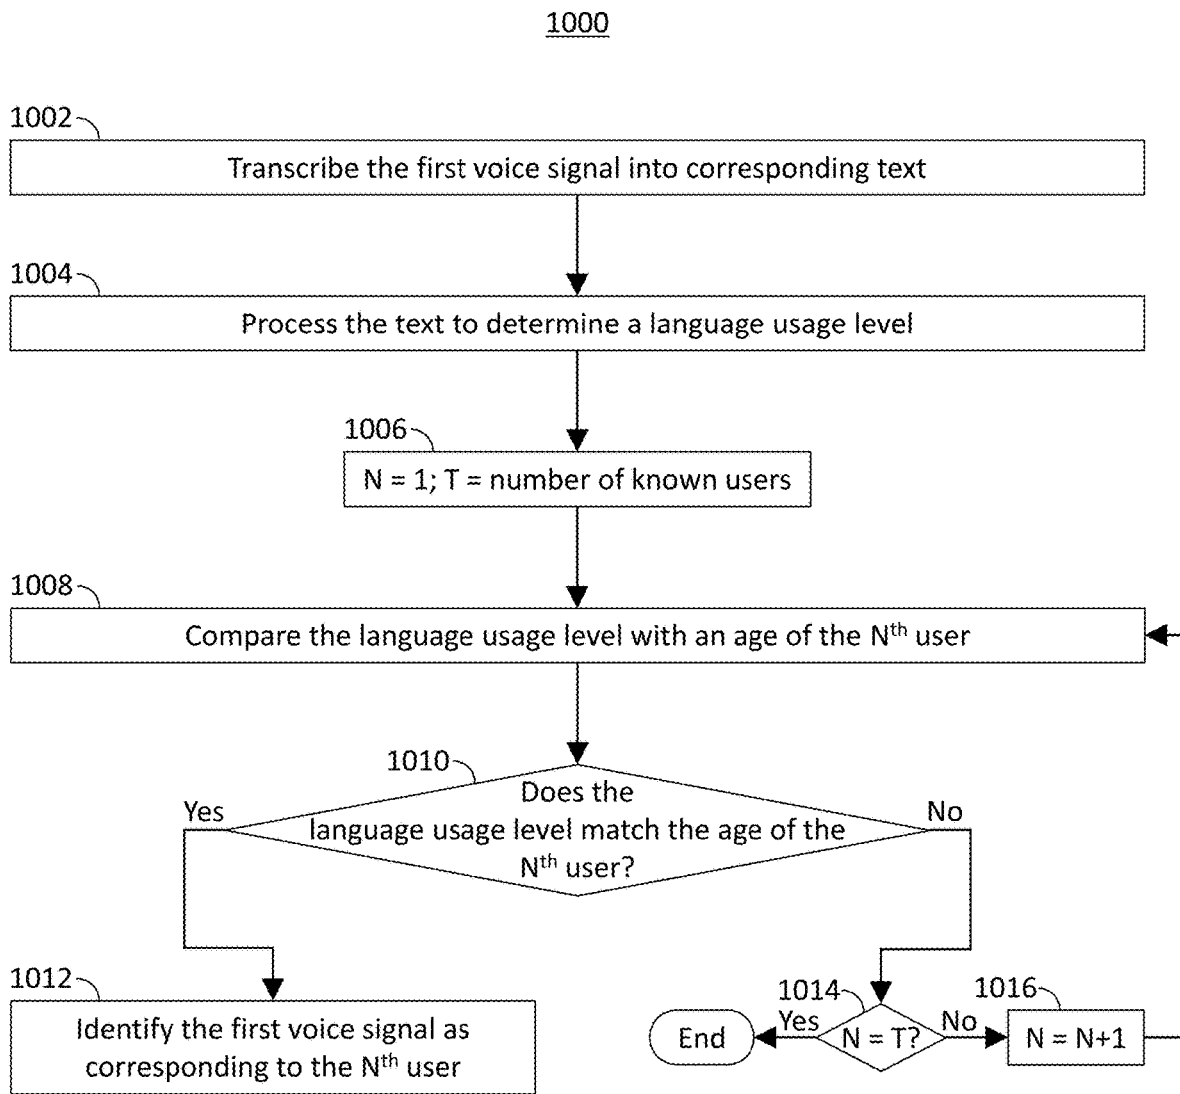 1000
1002
Transcribe the first voice signal into corresponding text
1004
Process the text to determine a language usage level
1006
N = 1; T = number of known users
1008
Compare the language usage level with an age of the Nth user
1010
Does the
Yes
No
language usage level match the age of the
Nth user?
1012
Identify the first voice signal as
corresponding to the Nth user
1014
1016
End
Yes
N = T?
No
N = N+1